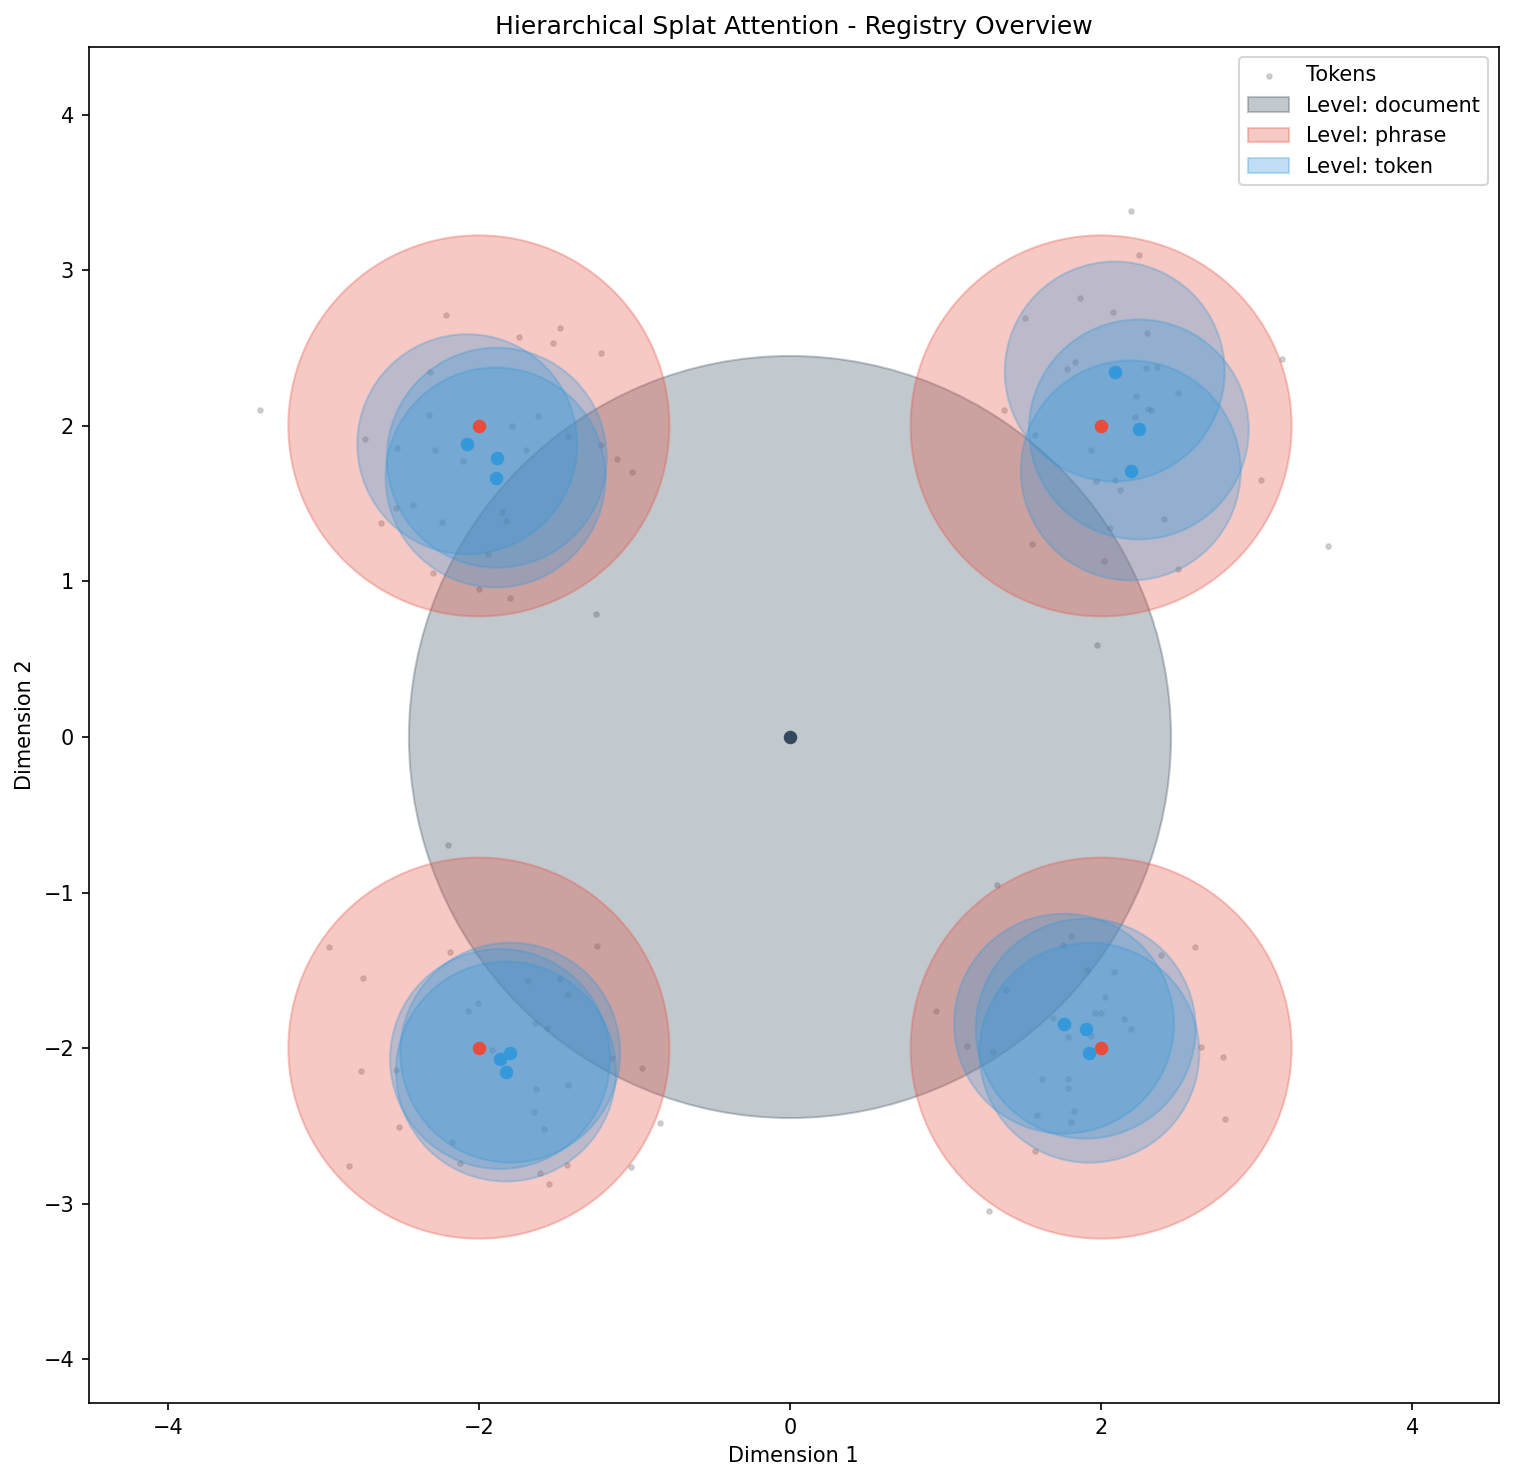 Hierarchical Splat Attention - Registry Overview
Tokens
Level: document
Level: phrase
Level: token
4
3
2
1
0
−1
−2
−3
−4
Dimension 2
−4
−2
0
2
4
Dimension 1